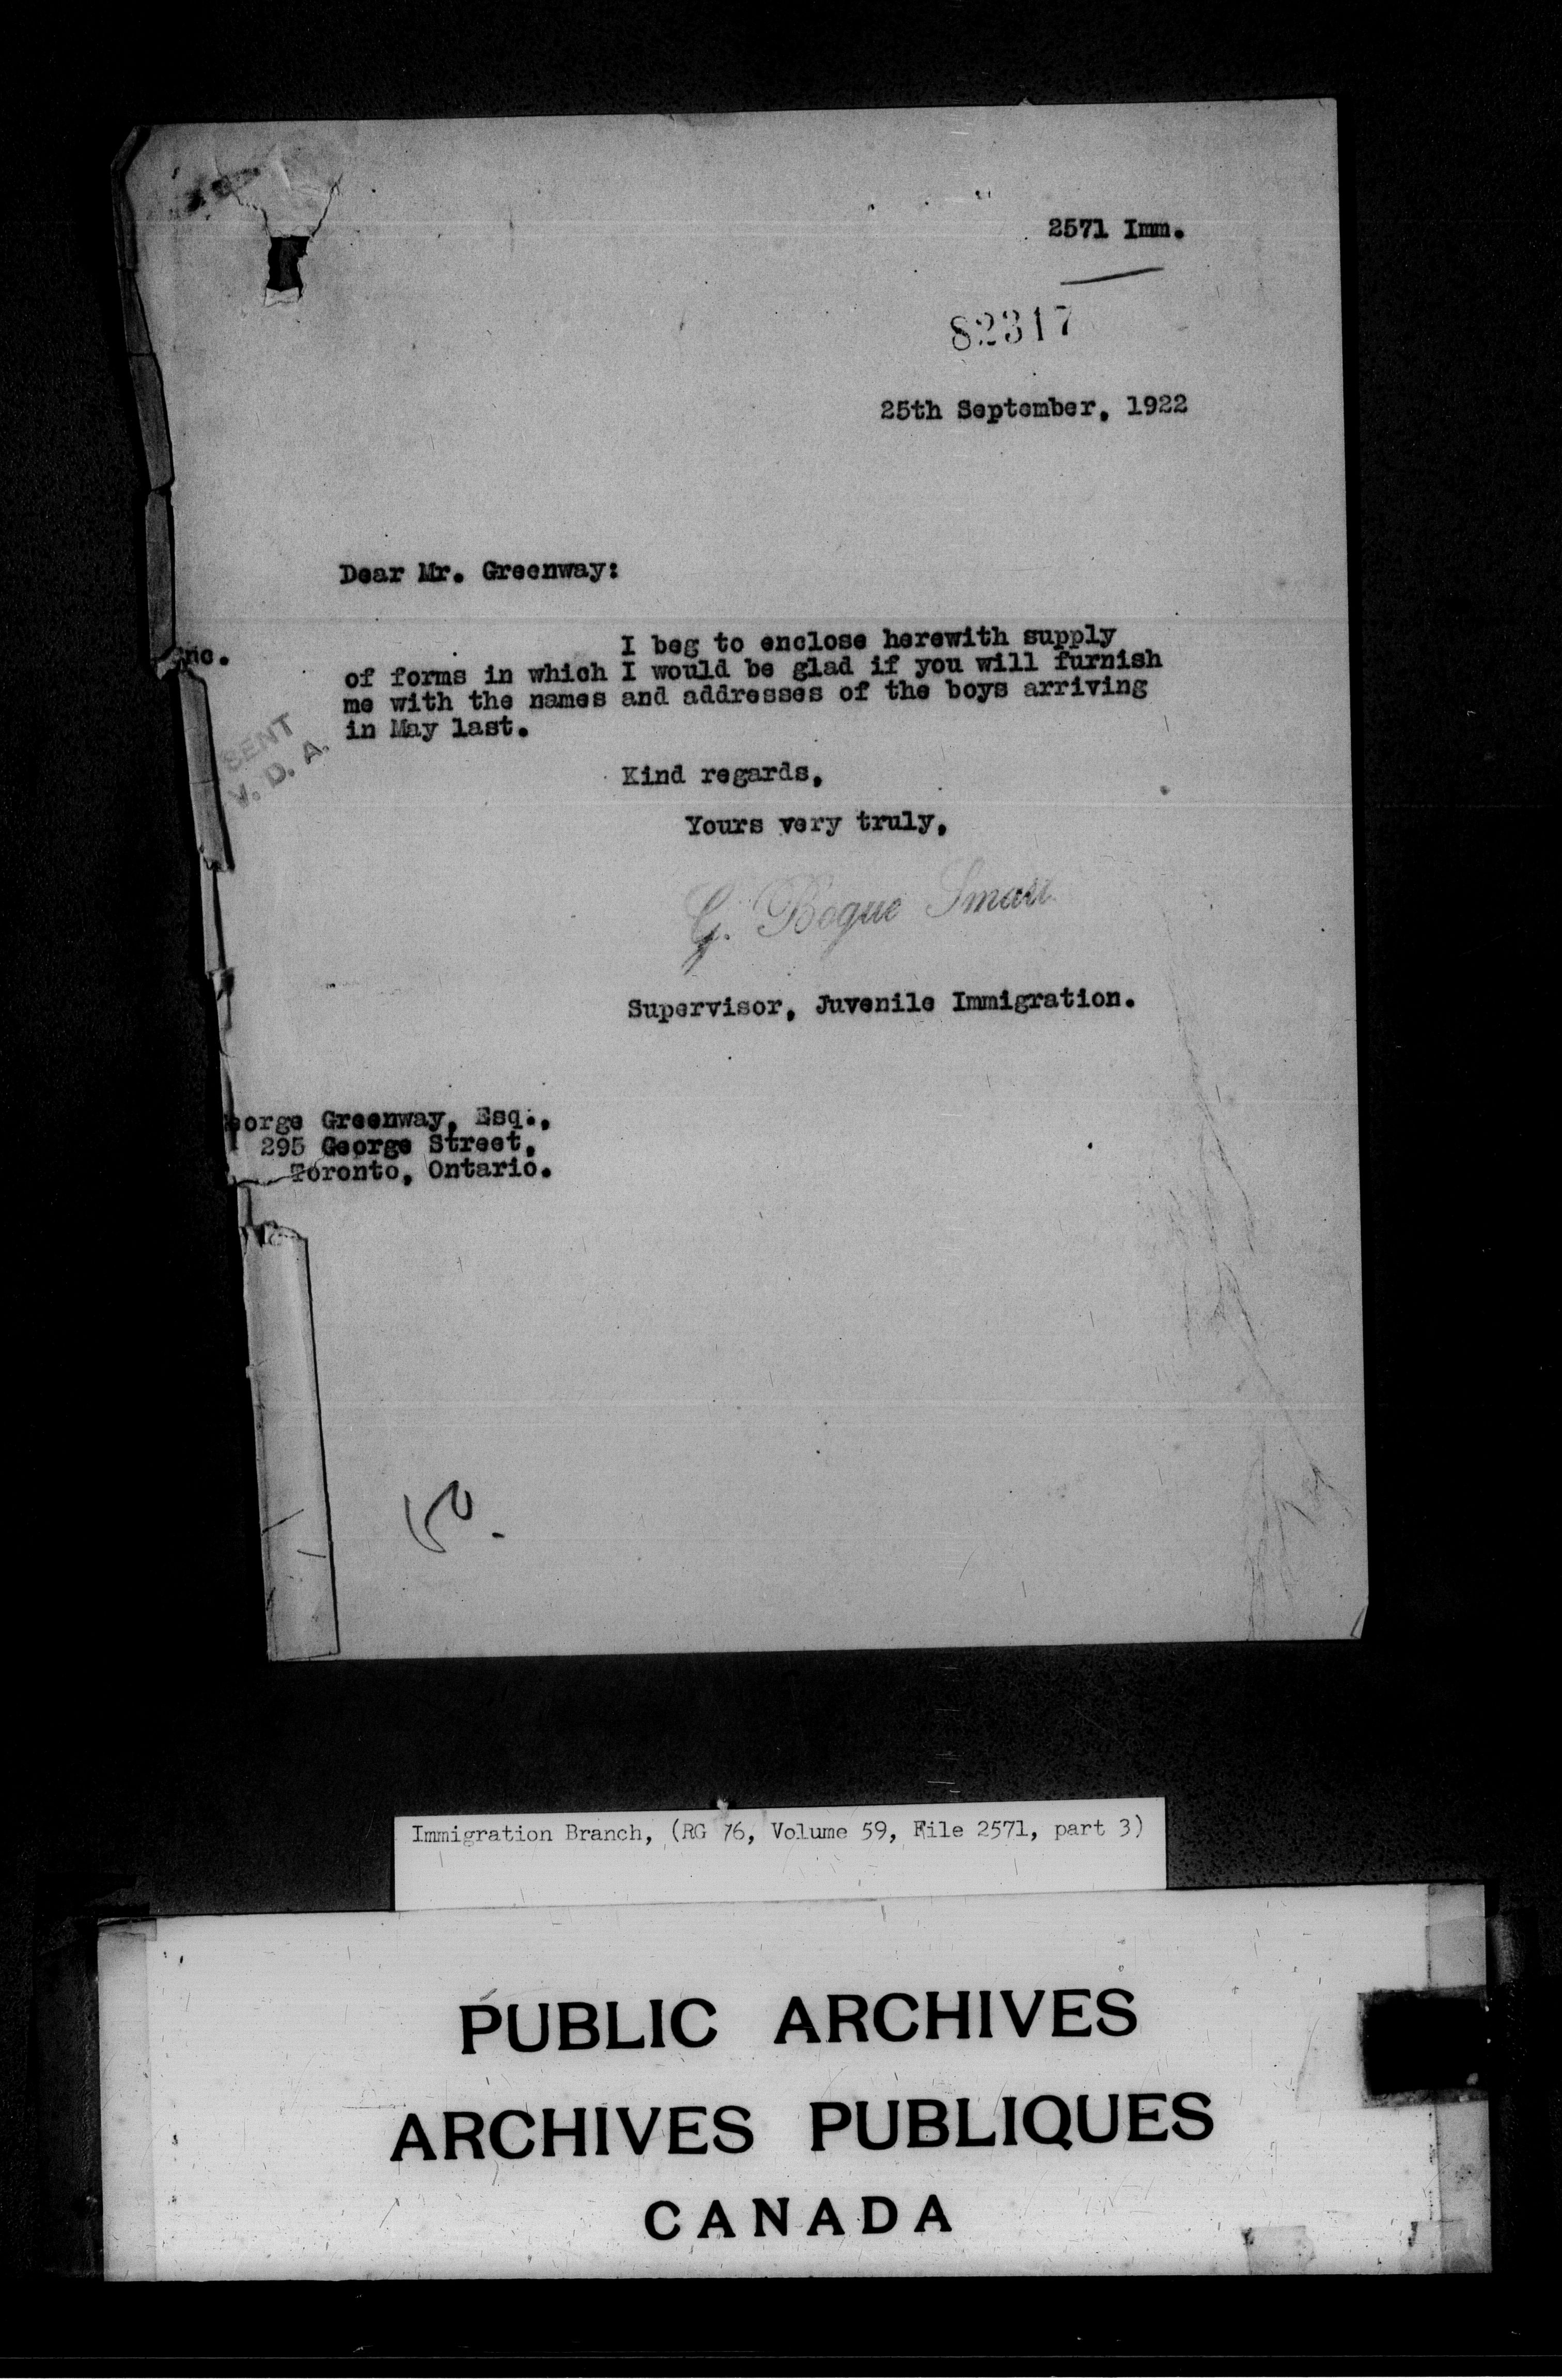 2571 Imm.
82317
25th September, 1922
Dear Mr. Greenway:
I beg to enclose herewith supply
Enc.
of forms in which I would be glad if you will furnish
me with the names and addresses of the boys arriving
in May last.
SENT
V. D. A.
Kind regards,
Yours very truly,
G. Bogue Smart
Supervisor, Juvenile Immigration.
George Greenway, Esq.,
295 George Street,
Toronto, Ontario.
Immigration Branch, (RG 76, Volume 59, File 2571, part 3)
PUBLIC ARCHIVES
ARCHIVES PUBLIQUES
CANADA